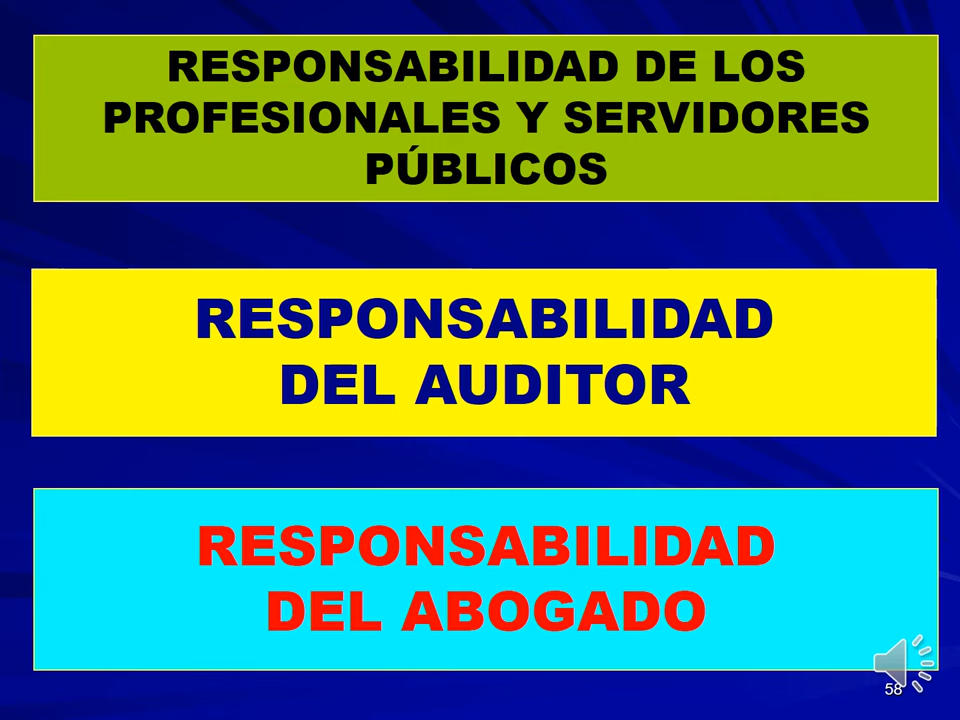 RESPONSABILIDAD DE LOS
PROFESIONALES Y SERVIDORES
PÚBLICOS
RESPONSABILIDAD
DEL AUDITOR
RESPONSABILIDAD
DEL ABOGADO
58